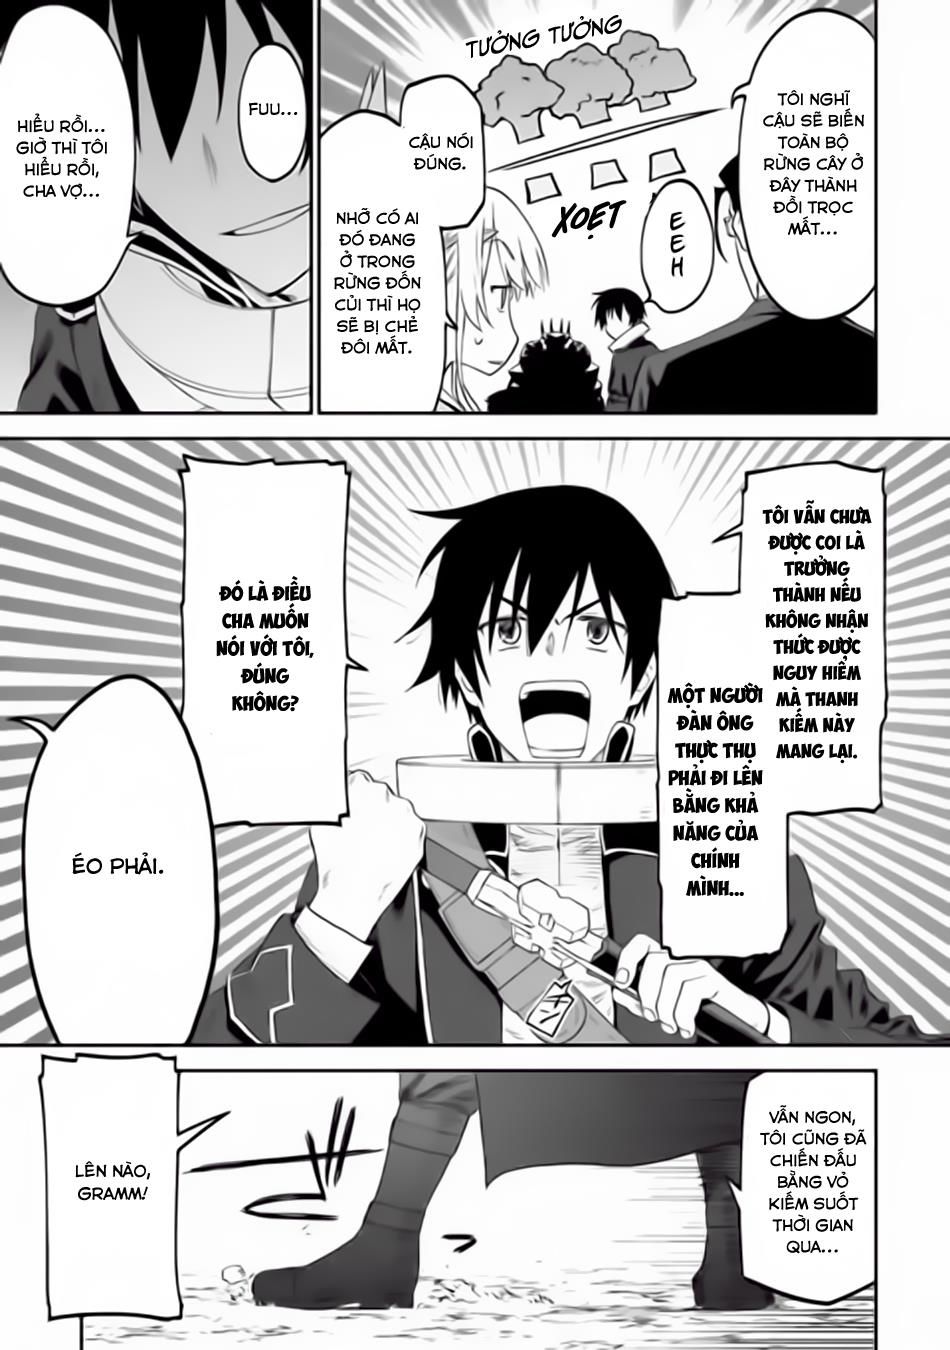 TÔI NGHĨ
CẬU SẼ BIẾN
TOÀN BỘ
RỪNG CÂY Ở
ĐÂY THÀNH
ĐỒI TRỌC
MẤT...
TƯỞNG TƯỞNG
XOẸT
EEH
CẬU NÓI
ĐÚNG.
NHỠ CÓ AI
ĐÓ ĐANG
Ở TRONG
RỪNG ĐỐN
CỦI THÌ HỌ
SẼ BỊ CHẺ
ĐÔI MẤT.
FUU...
HIỂU RỒI...
GIỜ THÌ TÔI
HIỂU RỒI,
CHA VỢ...
TÔI VẪN CHƯA
ĐƯỢC COI LÀ
TRƯỞNG
THÀNH NẾU
KHÔNG NHẬN
THỨC ĐƯỢC
NGUY HIỂM
MÀ THANH
KIẾM NÀY
MANG LẠI.
MỘT NGƯỜI
ĐÀN ÔNG
THỰC THỤ
PHẢI ĐI LÊN
BẰNG KHẢ
NĂNG CỦA
CHÍNH
MÌNH...
ĐÓ LÀ ĐIỀU
CHA MUỐN
NÓI VỚI TÔI,
ĐÚNG
KHÔNG?
ÉO PHẢI.
VẪN NGON,
TÔI CŨNG ĐÃ
CHIẾN ĐẤU
BẰNG VỎ
KIẾM SUỐT
THỜI GIAN
QUA...
LÊN NÀO,
GRAMM!